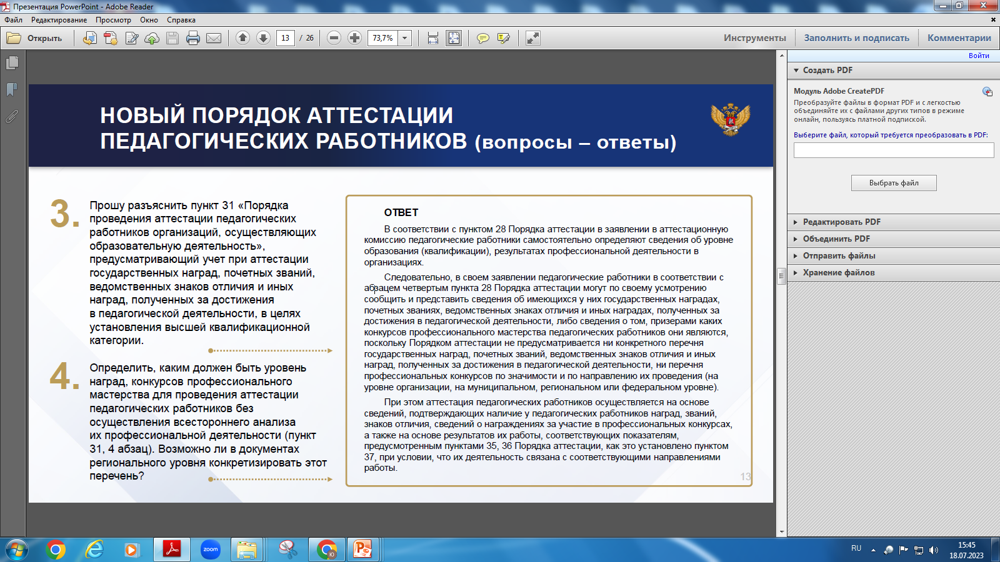 Презентация PowerPoint - Adobe Reader
Файл Редактирование Просмотр Окно Справка
Открыть 13 / 26 73,7% Инструменты Заполнить и подписать Комментарии
Войти
Создать PDF
Модуль Adobe CreatePDF
Преобразуйте файлы в формат PDF и с легкостью
объединяйте их с файлами других типов в режиме
онлайн, пользуясь платной подпиской.
Выберите файл, который требуется преобразовать в PDF:
Выбрать файл
Редактировать PDF
Объединить PDF
Отправить файлы
Хранение файлов
НОВЫЙ ПОРЯДОК АТТЕСТАЦИИ
ПЕДАГОГИЧЕСКИХ РАБОТНИКОВ (вопросы – ответы)
3. Прошу разъяснить пункт 31 «Порядка
проведения аттестации педагогических
работников организаций, осуществляющих
образовательную деятельность»,
предусматривающий учет при аттестации
государственных наград, почетных званий,
ведомственных знаков отличия и иных
наград, полученных за достижения
в педагогической деятельности, в целях
установления высшей квалификационной
категории.
4. Определить, каким должен быть уровень
наград, конкурсов профессионального
мастерства для проведения аттестации
педагогических работников без
осуществления всестороннего анализа
их профессиональной деятельности (пункт
31, 4 абзац). Возможно ли в документах
регионального уровня конкретизировать этот
перечень?
ОТВЕТ
В соответствии с пунктом 28 Порядка аттестации в заявлении в аттестационную
комиссию педагогические работники самостоятельно определяют сведения об уровне
образования (квалификации), результатах профессиональной деятельности в
организациях.
Следовательно, в своем заявлении педагогические работники в соответствии с
абзацем четвертым пункта 28 Порядка аттестации могут по своему усмотрению
сообщить и представить сведения об имеющихся у них государственных наградах,
почетных званиях, ведомственных знаках отличия и иных наградах, полученных за
достижения в педагогической деятельности, либо сведения о том, призерами каких
конкурсов профессионального мастерства педагогических работников они являются,
поскольку Порядком аттестации не предусматривается ни конкретного перечня
государственных наград, почетных званий, ведомственных знаков отличия и иных
наград, полученных за достижения в педагогической деятельности, ни перечня
профессиональных конкурсов по значимости и по направлению их проведения (на
уровне организации, на муниципальном, региональном или федеральном уровне).
При этом аттестация педагогических работников осуществляется на основе
сведений, подтверждающих наличие у педагогических работников наград, званий,
знаков отличия, сведений о награждениях за участие в профессиональных конкурсах,
а также на основе результатов их работы, соответствующих показателям,
предусмотренным пунктами 35, 36 Порядка аттестации, как это установлено пунктом
37, при условии, что их деятельность связана с соответствующими направлениями
работы.
13
zoom
Ю
RU
15:45
18.07.2023